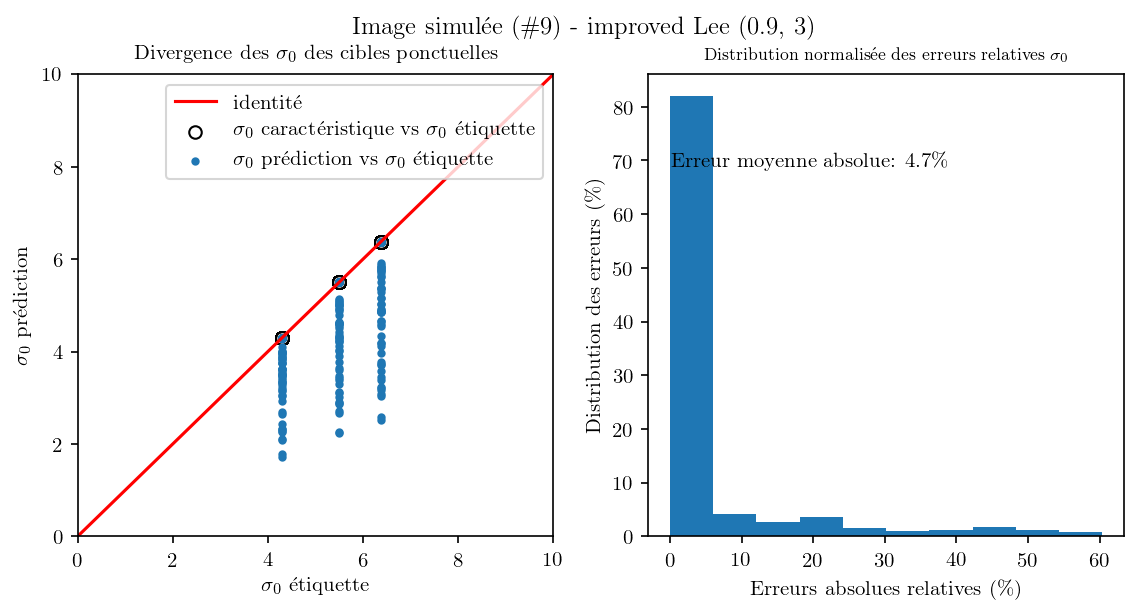 Image simulée (#9) - improved Lee (0.9, 3)
Divergence des σ0 des cibles ponctuelles
identité
σ0 caractéristique vs σ0 étiquette
σ0 prédiction vs σ0 étiquette
10
8
6
4
2
0
σ0 prédiction
0 2 4 6 8 10
σ0 étiquette
Distribution normalisée des erreurs relatives σ0
Erreur moyenne absolue: 4.7%
80
70
60
50
40
30
20
10
0
Distribution des erreurs (%)
0 10 20 30 40 50 60
Erreurs absolues relatives (%)